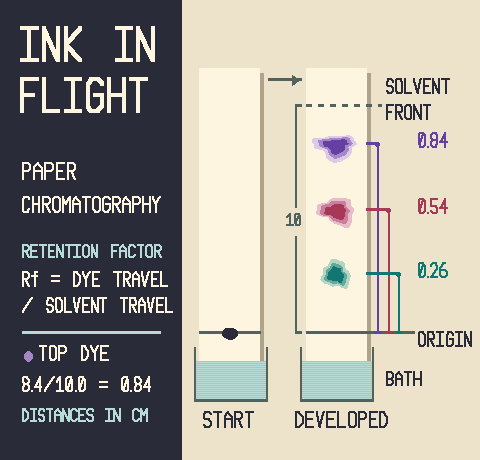 INK IN
FLIGHT
PAPER
CHROMATOGRAPHY
RETENTION FACTOR
Rf = DYE TRAVEL
/ SOLVENT TRAVEL
TOP DYE
8.4/10.0 = 0.84
DISTANCES IN CM
SOLVENT
FRONT
0.84
0.54
10
0.26
ORIGIN
BATH
START
DEVELOPED